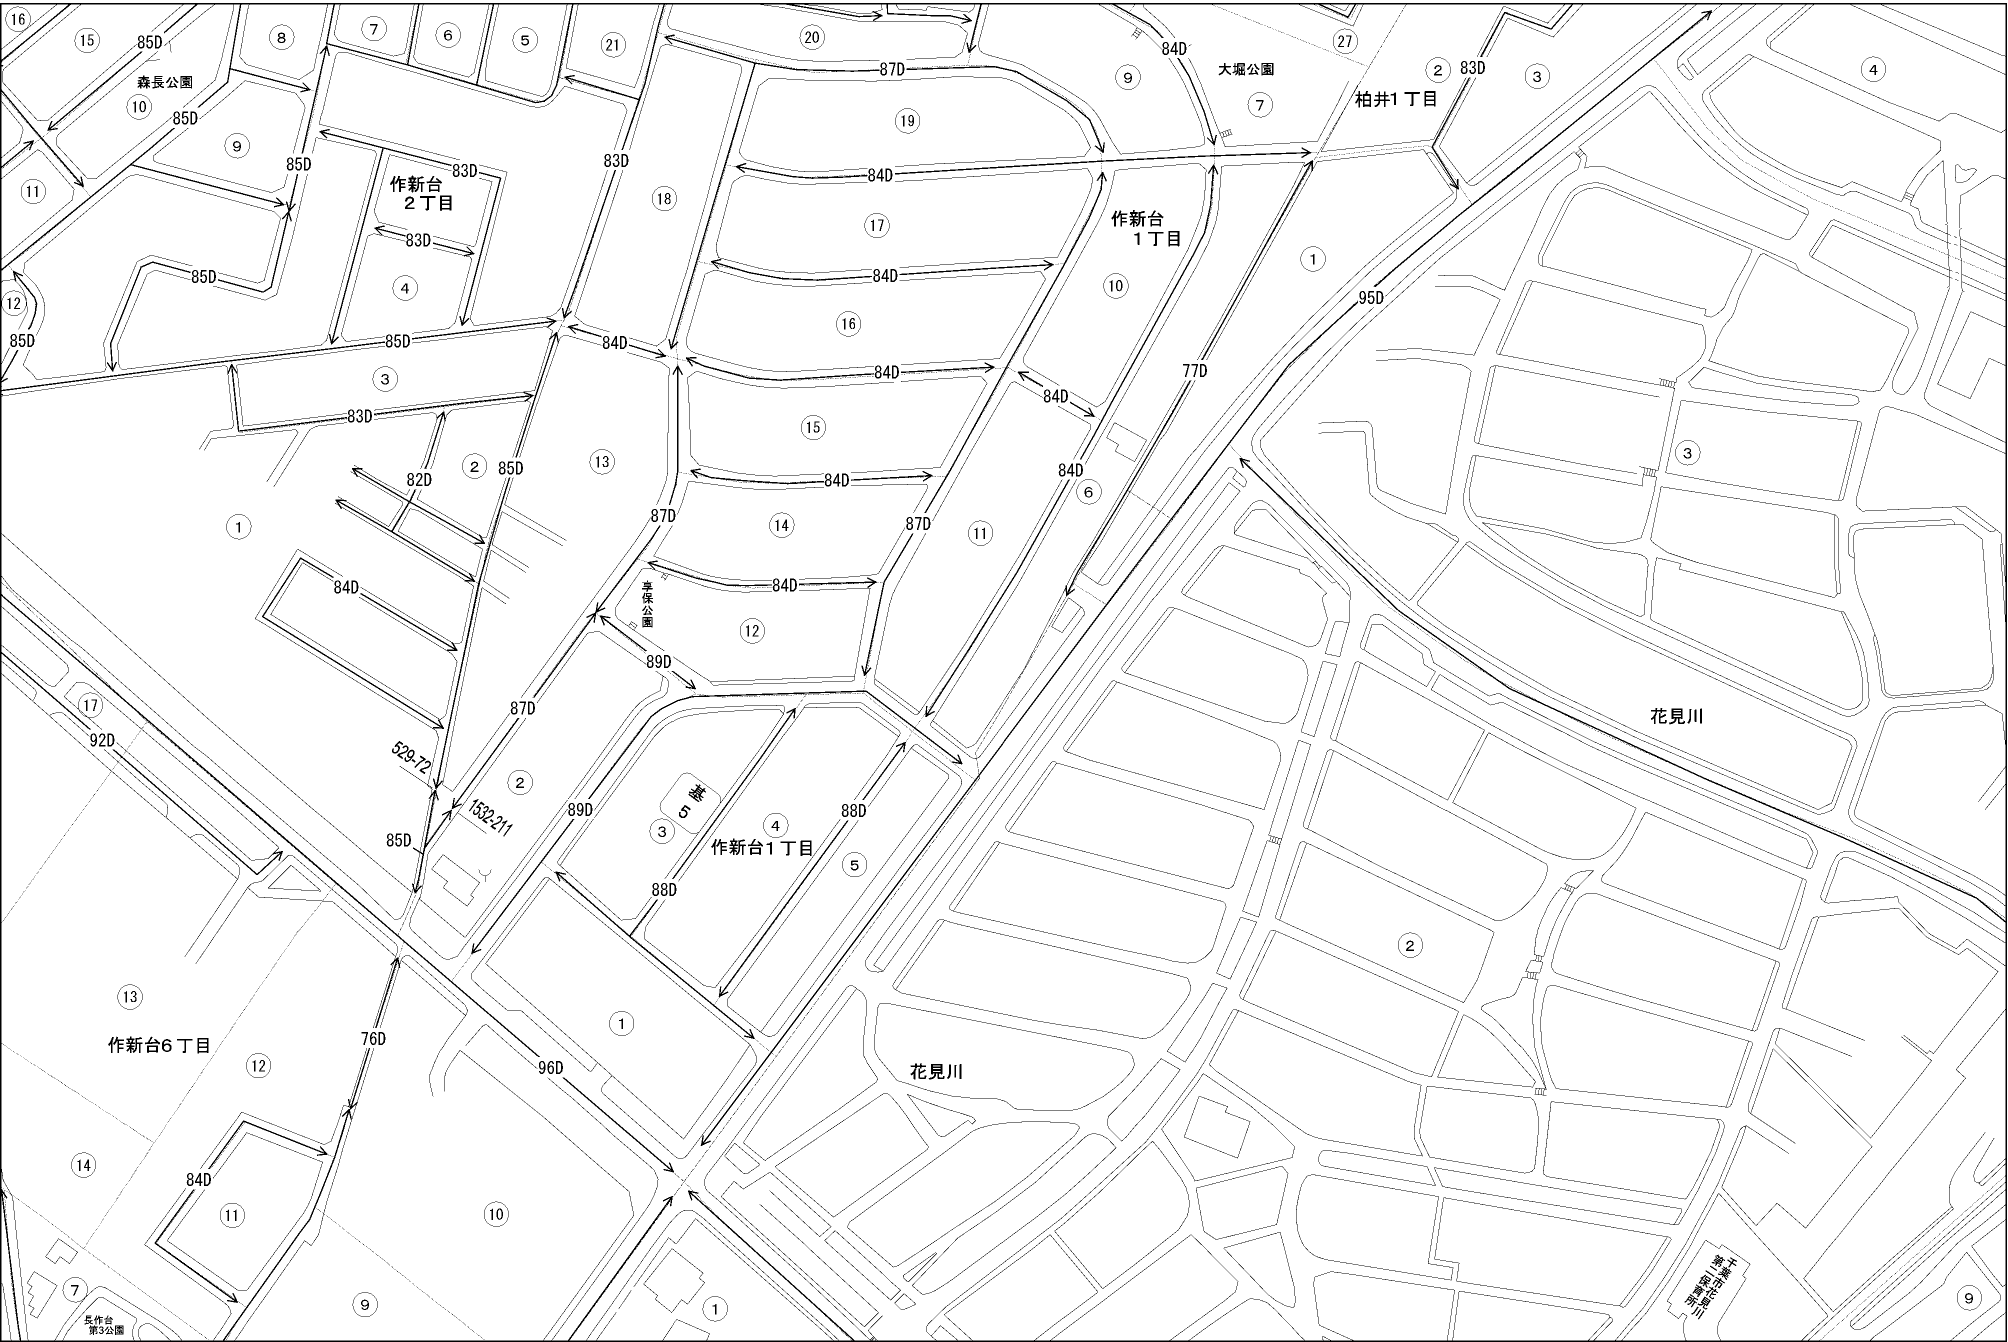 16
15
85D
8
7
6
5
21
20
84D
27
87D
9
大堀公園
7
2
83D
3
4
森長公園
10
85D
柏井1丁目
19
9
85D
83D
83D
84D
11
作新台
2丁目
18
17
作新台
1丁目
83D
1
85D
84D
10
4
12
95D
16
85D
85D
84D
84D
77D
3
83D
84D
15
3
2
85D
13
84D
6
82D
84D
1
87D
14
87D
11
84D
84D
享保公園
12
89D
17
87D
花見川
92D
529-72
2
基
5
1532-211
89D
3
4
88D
85D
作新台1丁目
5
88D
2
13
1
作新台6丁目
76D
12
96D
花見川
14
84D
11
10
7
9
1
長作台
第3公園
千葉市花見川
第二保育所
9